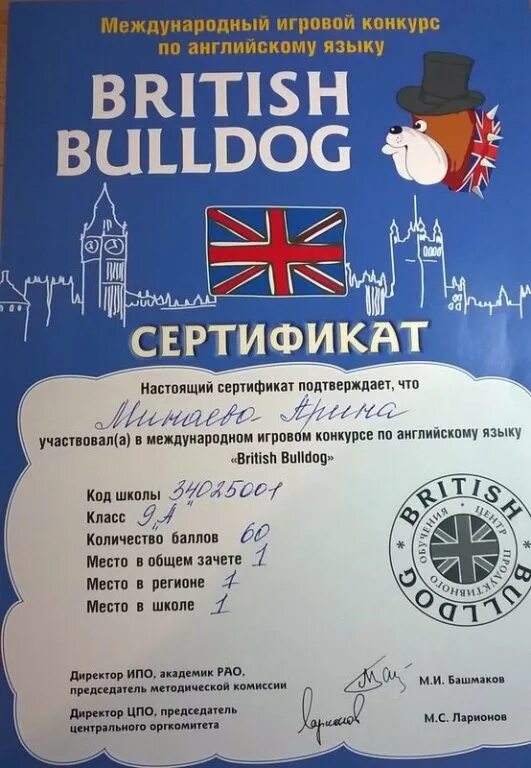 Международный игровой конкурс
по английскому языку
BRITISH
BULLDOG
СЕРТИФИКАТ
Настоящий сертификат подтверждает, что
Минаева Арина
участвовал(а) в международном игровом конкурсе по английскому языку
«British Bulldog»
Код школы 34025001
Класс 9 „А"
Количество баллов 60
Место в общем зачете 1
Место в регионе 1
Место в школе 1
BRITISH
ЦЕНТР ПРОДУКТИВНОГО ОБУЧЕНИЯ
BULLDOG
Директор ИПО, академик РАО,
председатель методической комиссии
М.И. Башмаков
Директор ЦПО, председатель
центрального оргкомитета
Ларионов
М.С. Ларионов